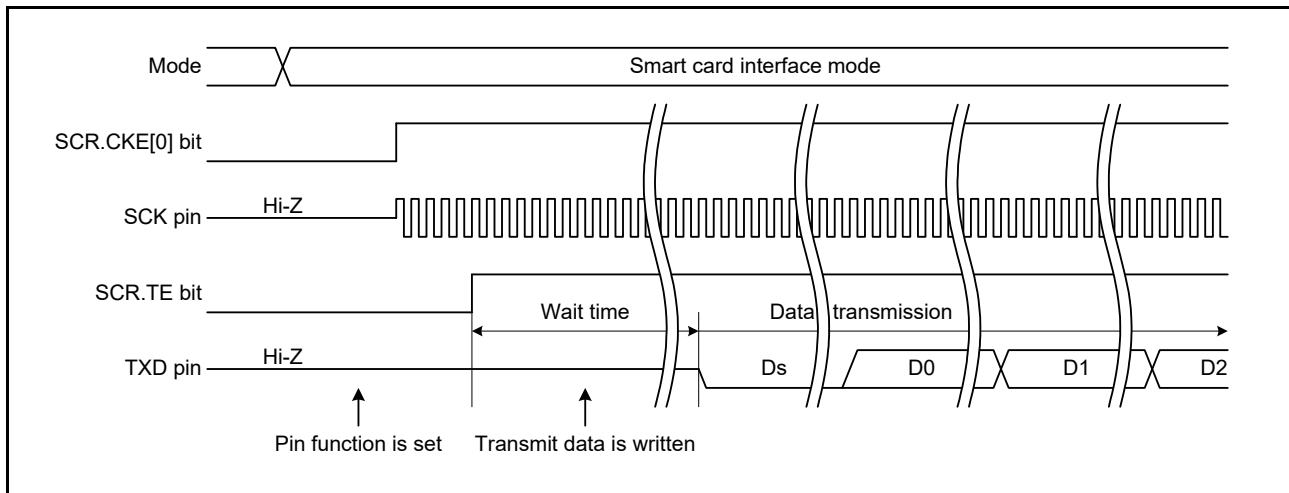 Mode
Smart card interface mode
SCR.CKE[0] bit
SCK pin
Hi-Z
SCR.TE bit
Wait time
Data transmission
TXD pin
Hi-Z
Ds
D0
D1
D2
Pin function is set
Transmit data is written